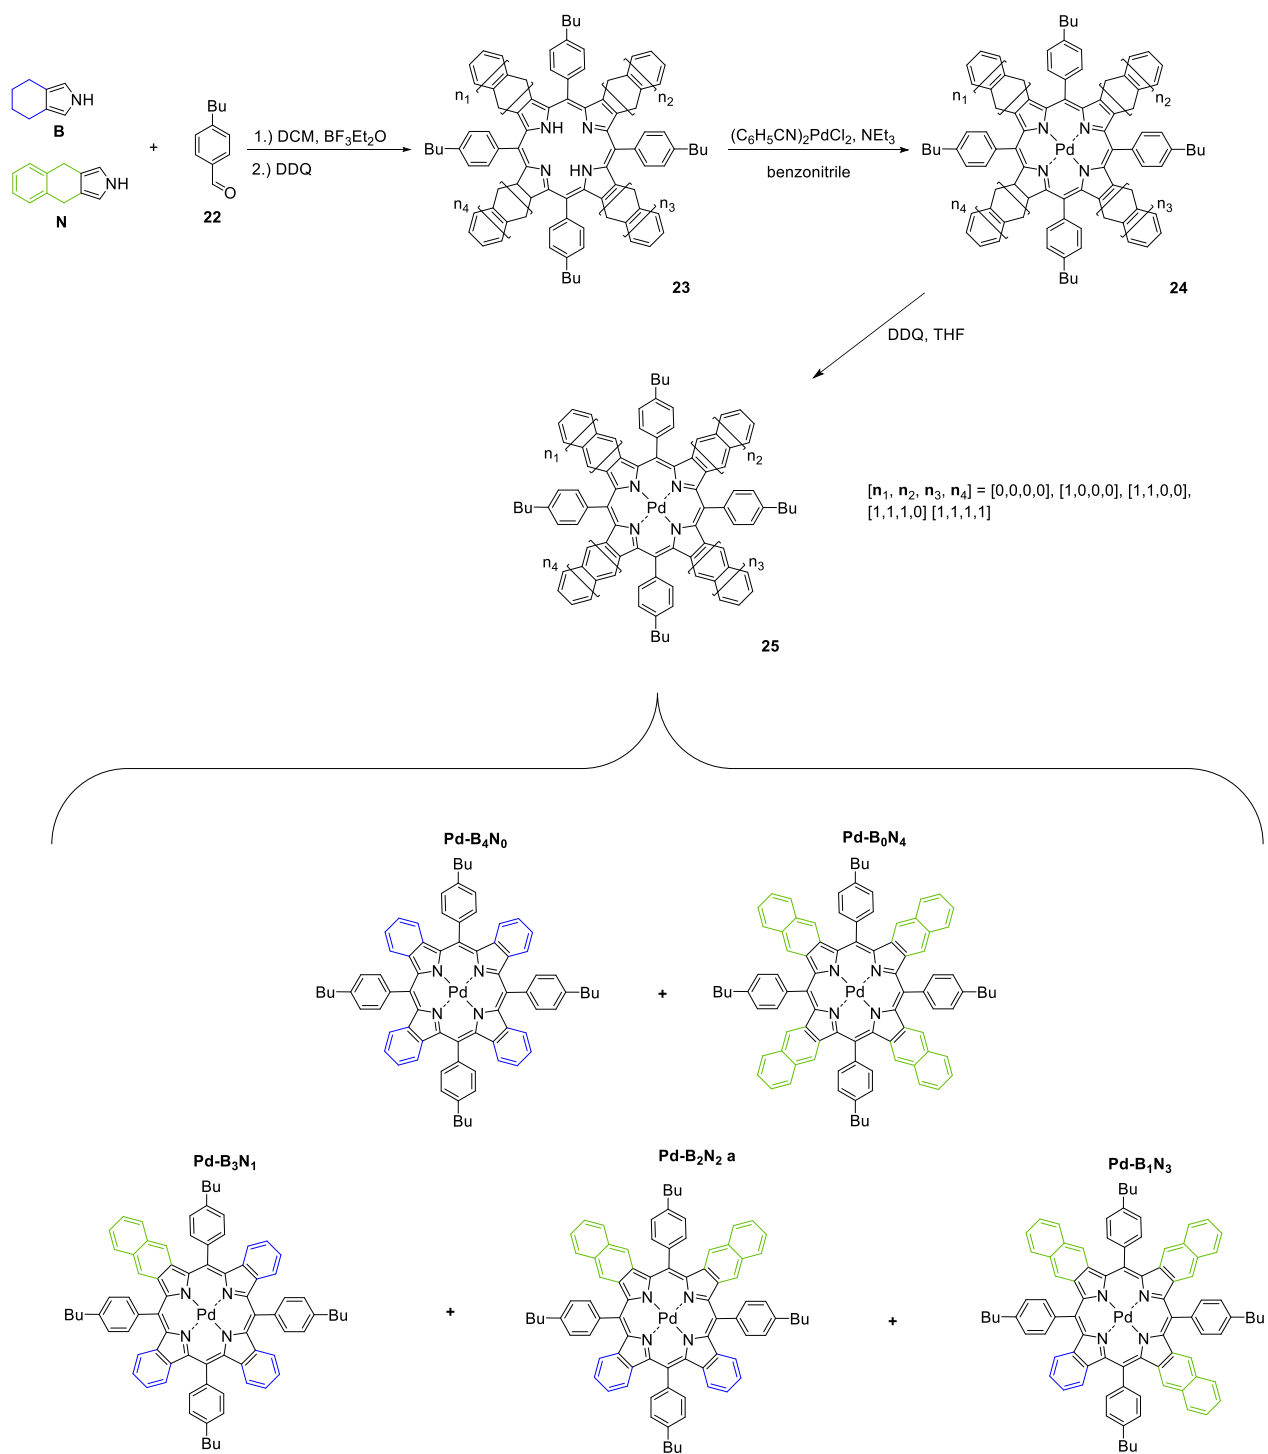 Bu
Bu
n1
n2
n1
n2
NH
B
Bu
NH
N
Bu
Bu
N
N
1.) DCM, BF3Et2O
(C6H5CN)2PdCl2, NEt3
+
Bu
Bu
Bu
Pd
Bu
2.) DDQ
benzonitrile
NH
N
HN
N
N
O
N
22
n4
n3
n4
n3
Bu
Bu
23
24
DDQ, THF
Bu
n1
n2
N
N
[n1, n2, n3, n4] = [0,0,0,0], [1,0,0,0], [1,1,0,0],
Bu
Pd
Bu
[1,1,1,0] [1,1,1,1]
N
N
n4
n3
Bu
25
Pd-B4N0
Pd-B0N4
Bu
Bu
N
N
N
N
Bu
Pd
Bu
+
Bu
Pd
Bu
N
N
N
N
Bu
Bu
Pd-B3N1
Pd-B2N2 a
Pd-B1N3
Bu
Bu
Bu
N
N
N
N
N
N
Bu
Pd
Bu
+
Bu
Pd
Bu
+
Bu
Pd
Bu
N
N
N
N
N
N
Bu
Bu
Bu